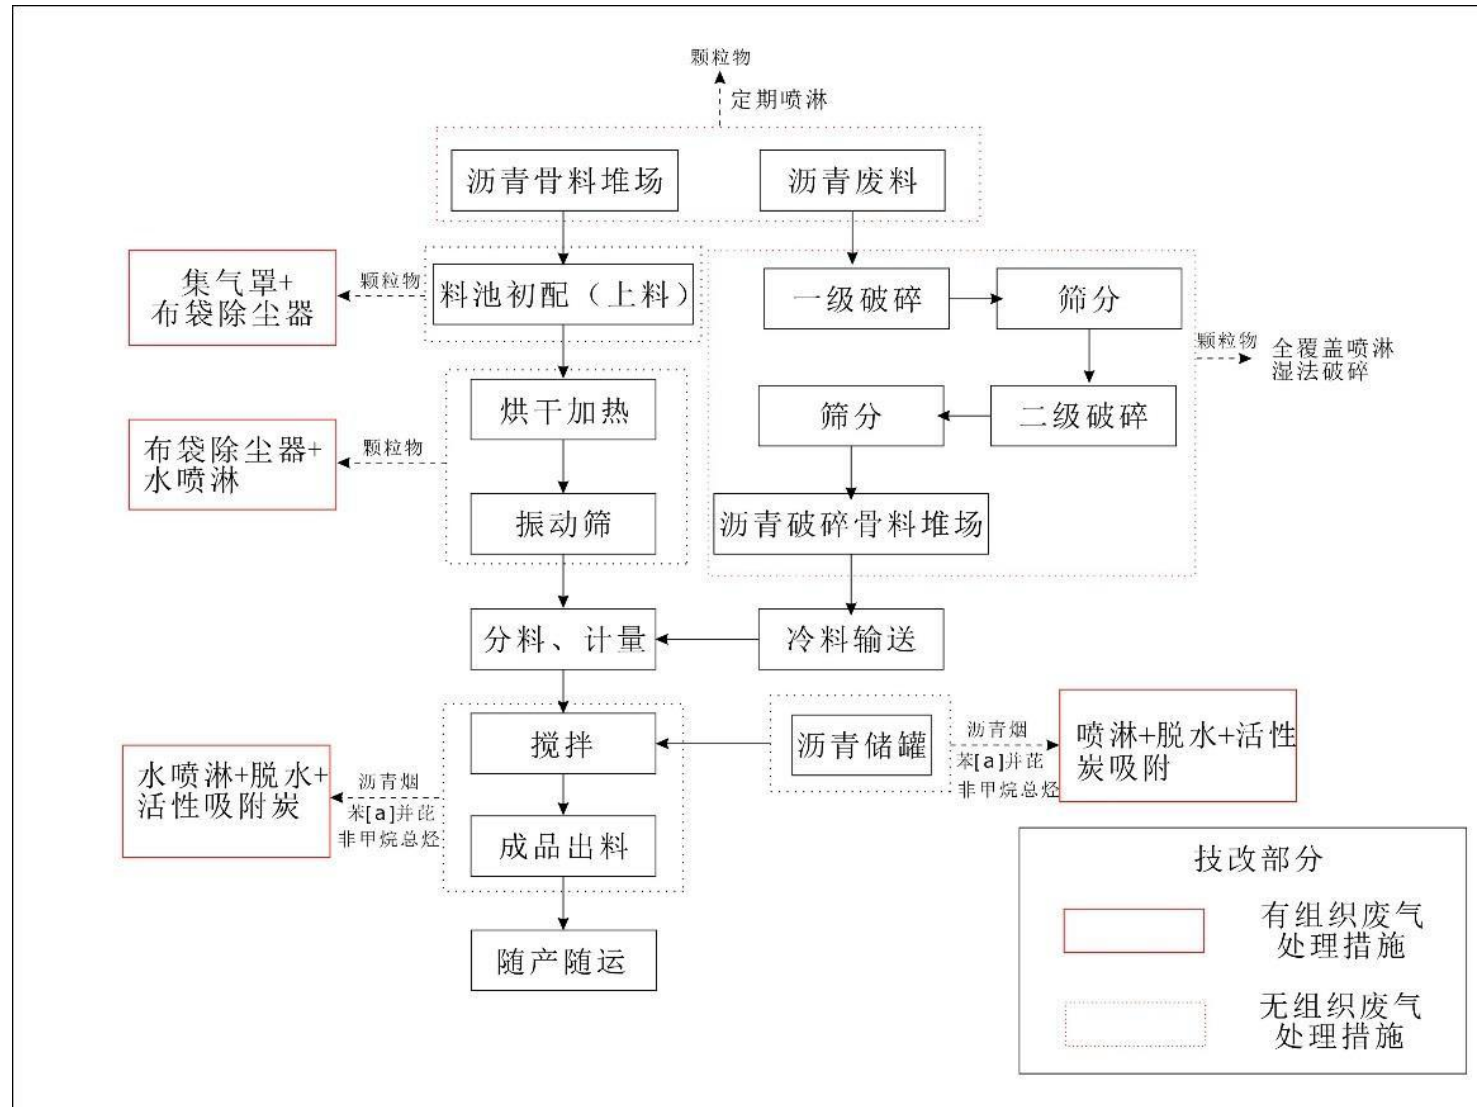 颗粒物
定期喷淋
沥青骨料堆场
沥青废料
集气罩+
布袋除尘器
颗粒物
料池初配（上料）
一级破碎
筛分
颗粒物
全覆盖喷淋
湿法破碎
烘干加热
筛分
二级破碎
布袋除尘器+
水喷淋
颗粒物
振动筛
沥青破碎骨料堆场
分料、计量
冷料输送
搅拌
沥青储罐
沥青烟
苯[a]并芘
非甲烷总烃
喷淋+脱水+活性
炭吸附
水喷淋+脱水+
活性吸附炭
沥青烟
苯[a]并芘
非甲烷总烃
成品出料
随产随运
技改部分
有组织废气
处理措施
无组织废气
处理措施